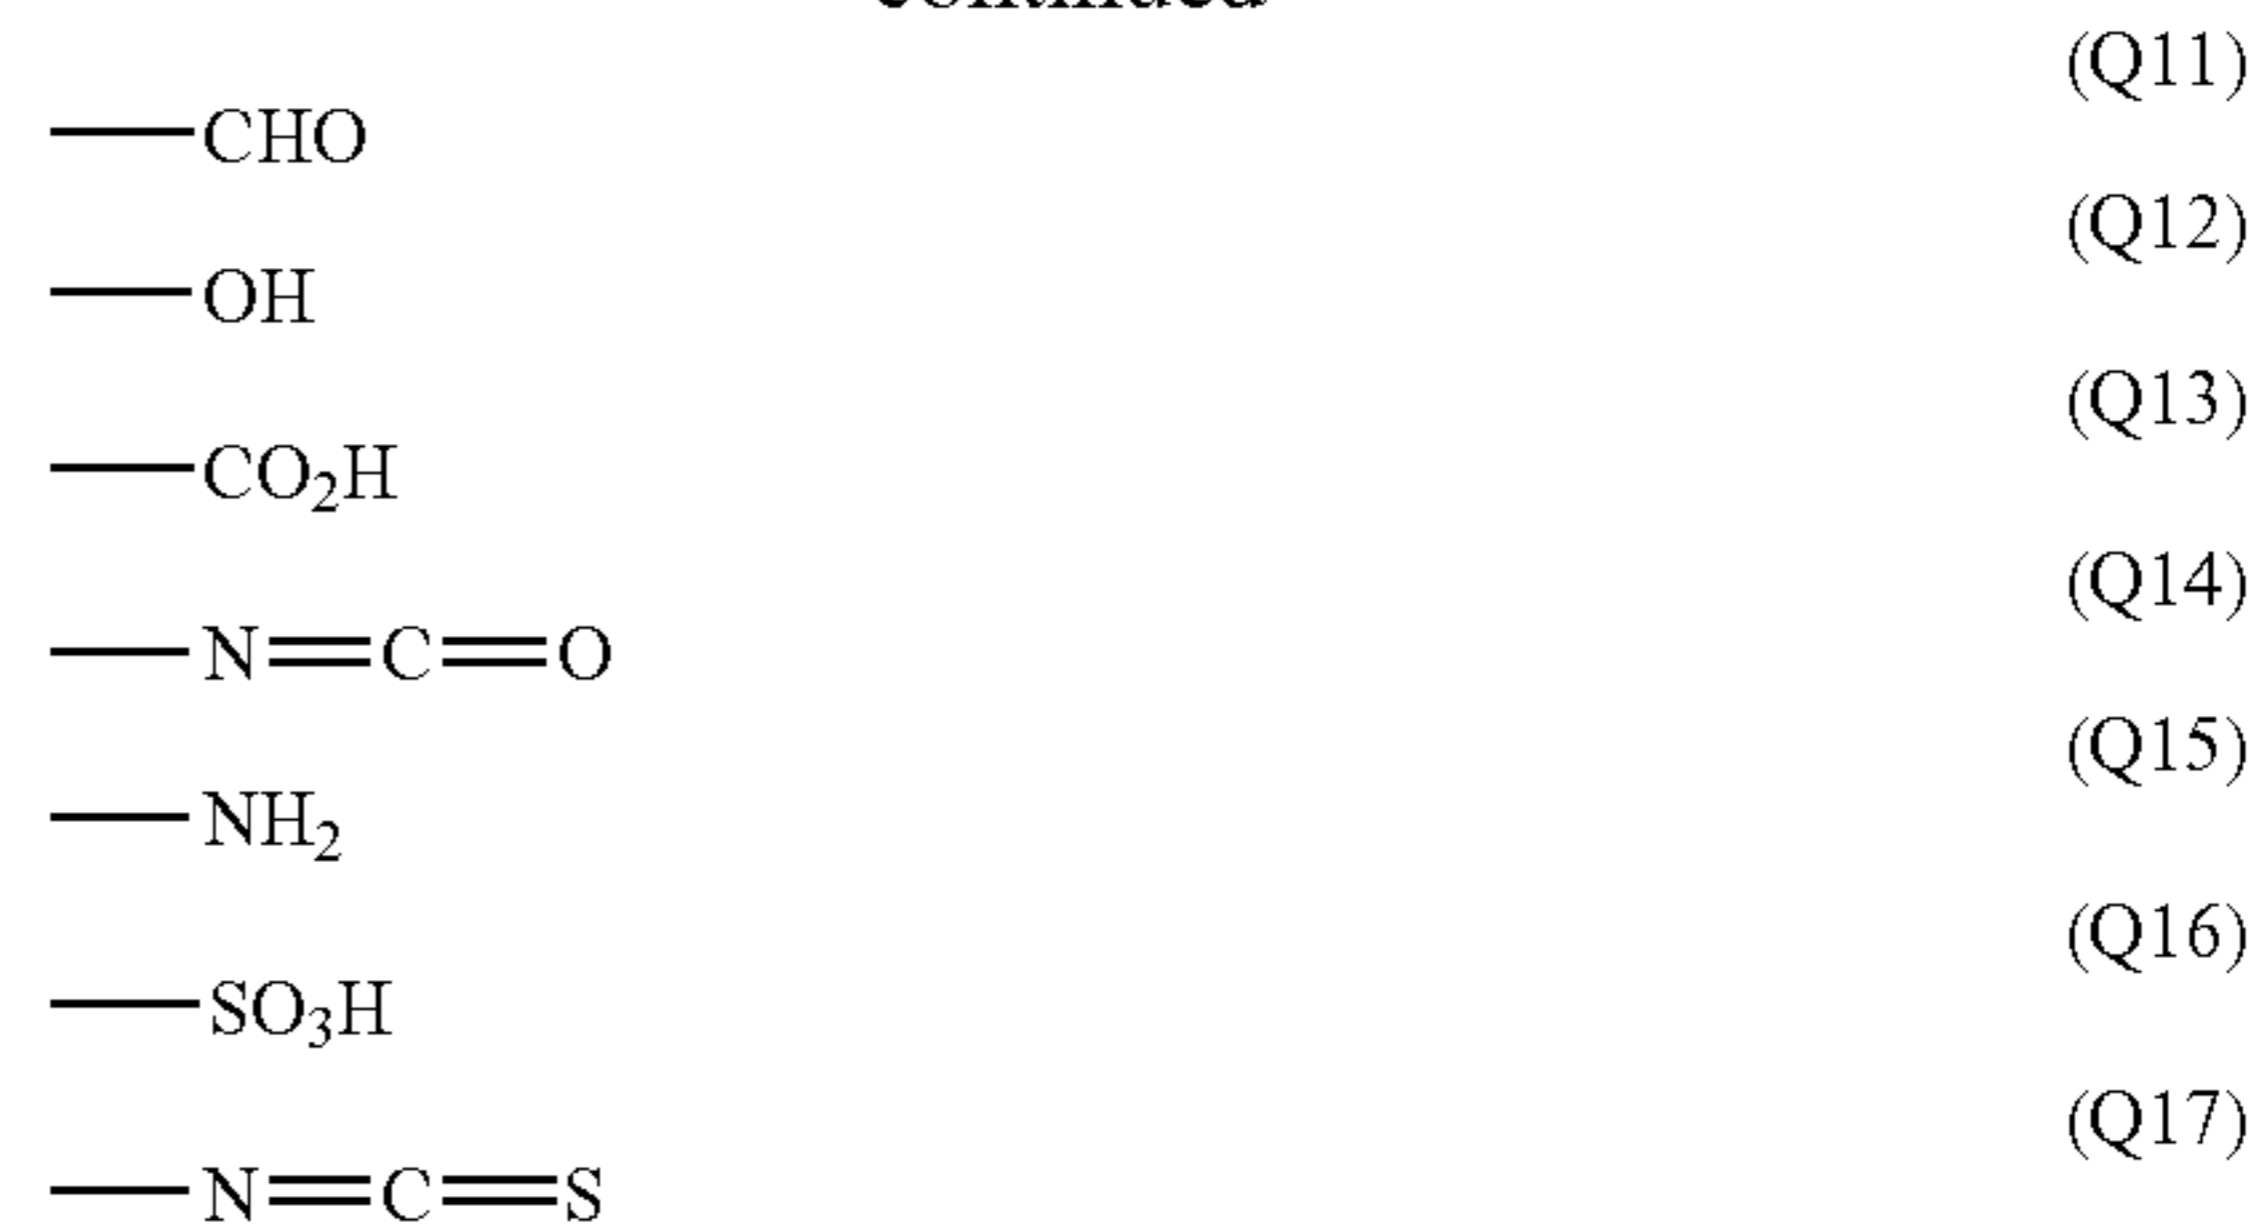 (Q11)
—CHO
(Q12)
—OH
(Q13)
—CO₂H
(Q14)
—N=C=O
(Q15)
—NH₂
(Q16)
—SO₃H
(Q17)
—N=C=S